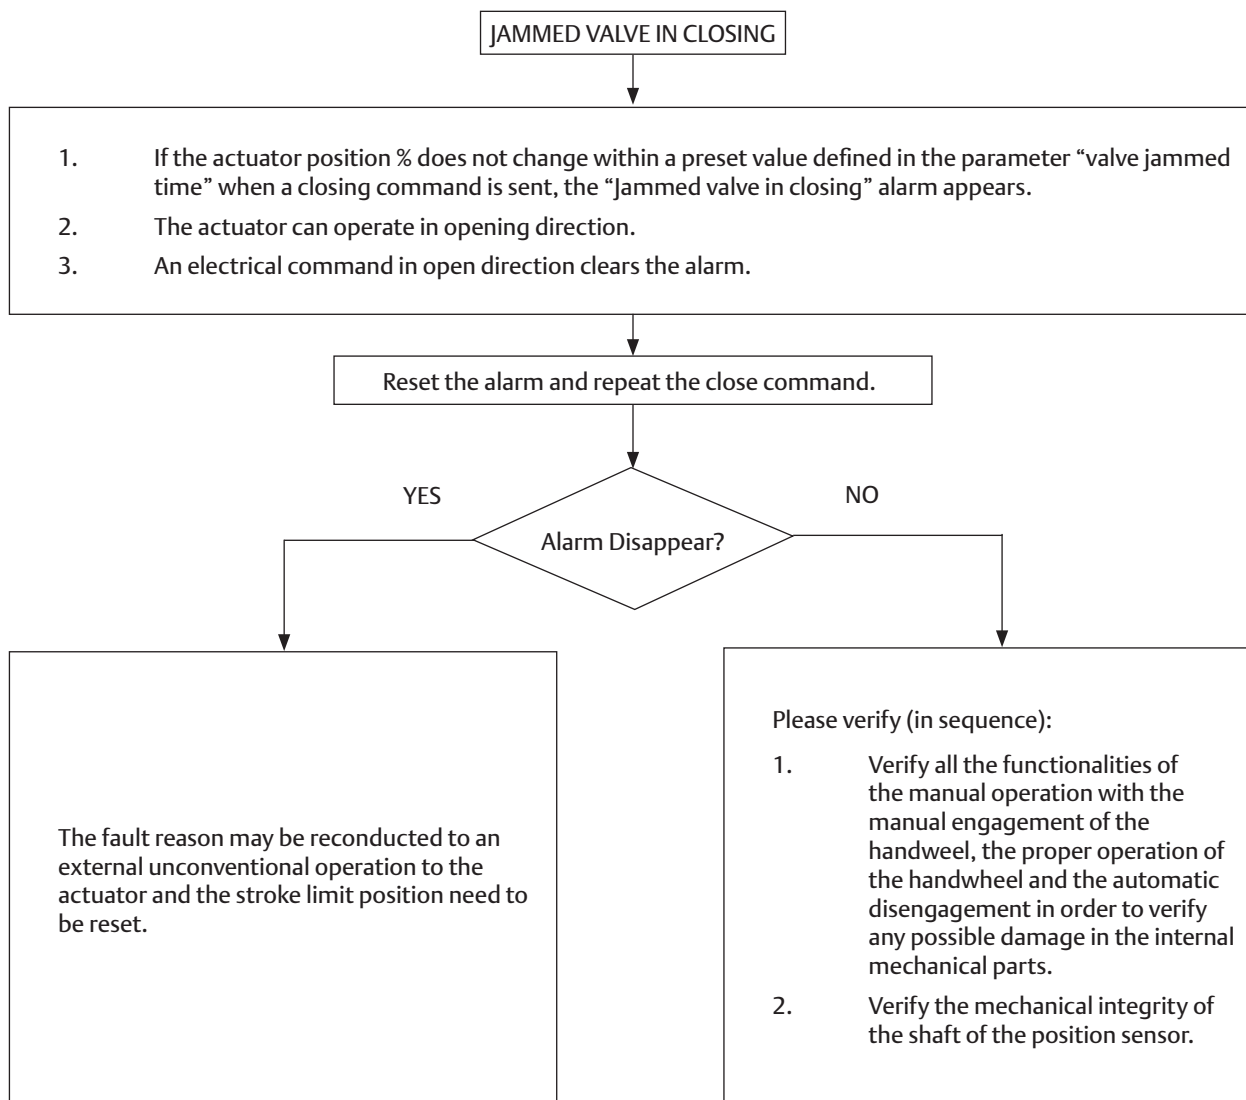 JAMMED VALVE IN CLOSING
1. If the actuator position % does not change within a preset value defined in the parameter “valve jammed
time” when a closing command is sent, the “Jammed valve in closing” alarm appears.
2. The actuator can operate in opening direction.
3. An electrical command in open direction clears the alarm.
Reset the alarm and repeat the close command.
YES
NO
Alarm Disappear?
The fault reason may be reconducted to an
external unconventional operation to the
actuator and the stroke limit position need to
be reset.
Please verify (in sequence):
1. Verify all the functionalities of
the manual operation with the
manual engagement of the
handweel, the proper operation of
the handwheel and the automatic
disengagement in order to verify
any possible damage in the internal
mechanical parts.
2. Verify the mechanical integrity of
the shaft of the position sensor.